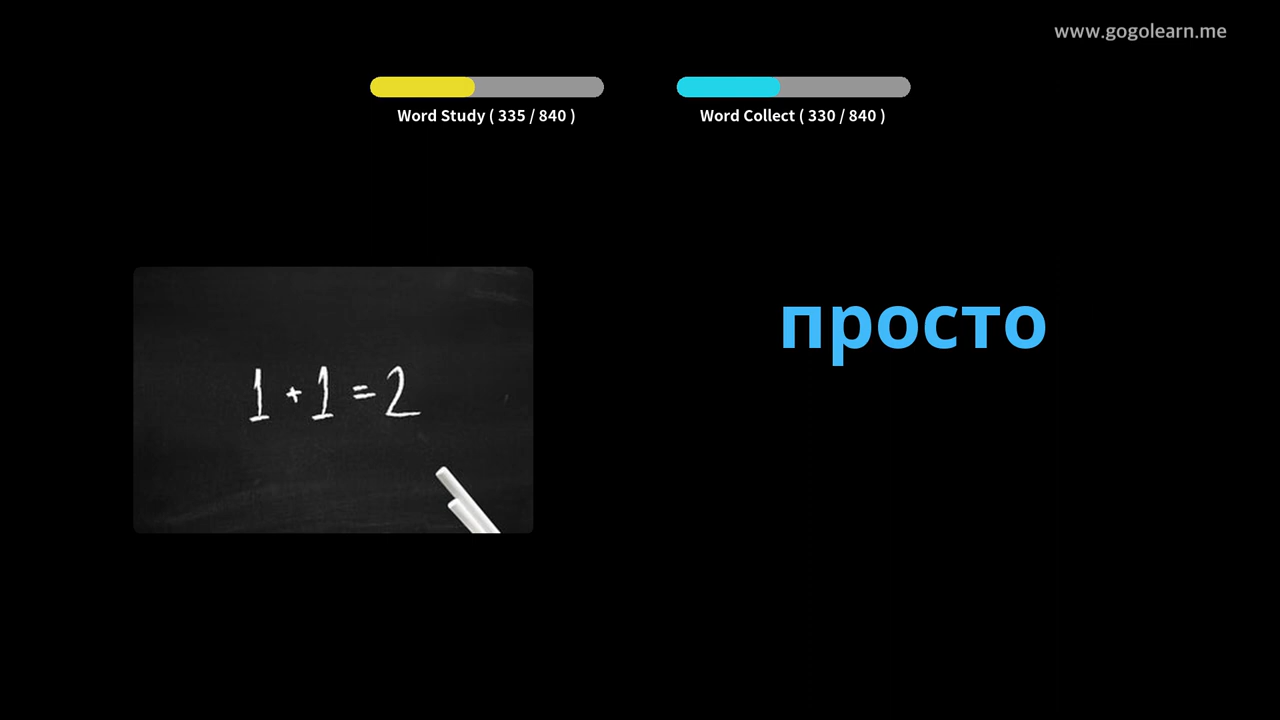 www.gogolearn.me
Word Study ( 335 / 840 )
Word Collect ( 330 / 840 )
просто
1 + 1 = 2